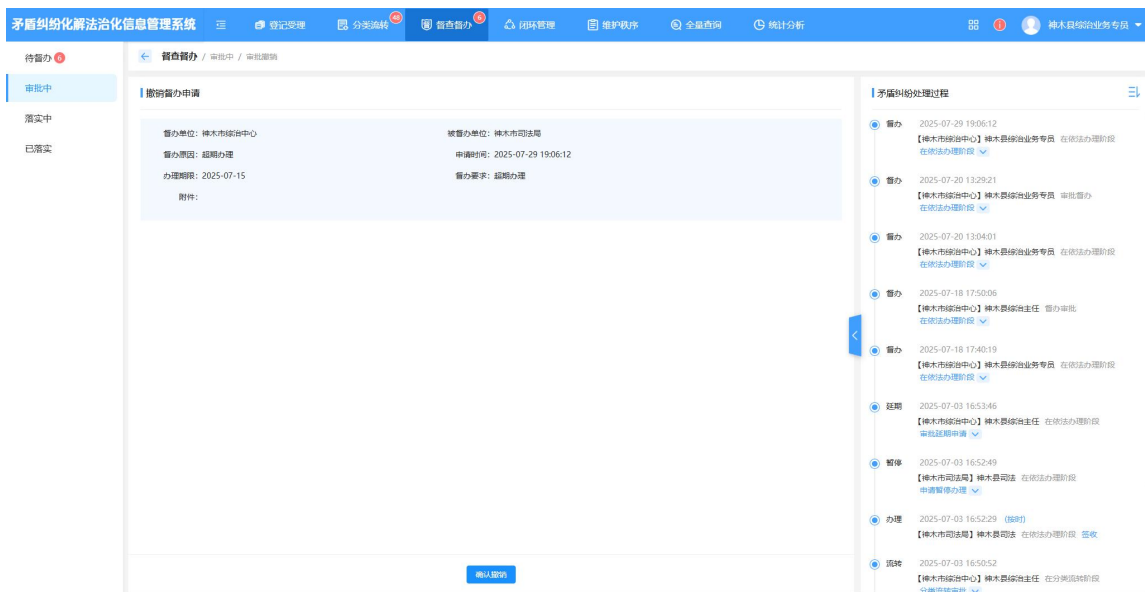 矛盾纠纷化解法治化信息管理系统 登记受理 分类流转 48 督查督办 6 闭环管理 维护秩序 全量查询 统计分析 神木县综治业务专员
待督办 6
审批中
落实中
已落实
督查督办 / 审批中 / 审批撤销
撤销督办申请
督办单位：神木市综治中心 被督办单位：神木市司法局
督办原因：超期办理 申请时间：2025-07-29 19:06:12
办理期限：2025-07-15 督办要求：超期办理
附件：
确认撤销
矛盾纠纷处理过程
督办 2025-07-29 19:06:12
【神木市综治中心】神木县综治业务专员 在依法办理阶段
在依法办理阶段
督办 2025-07-20 13:29:21
【神木市综治中心】神木县综治业务专员 审批督办
在依法办理阶段
督办 2025-07-20 13:04:01
【神木市综治中心】神木县综治业务专员 在依法办理阶段
在依法办理阶段
督办 2025-07-18 17:50:06
【神木市综治中心】神木县综治主任 督办审批
在依法办理阶段
督办 2025-07-18 17:40:19
【神木市综治中心】神木县综治业务专员 在依法办理阶段
在依法办理阶段
延期 2025-07-03 16:53:46
【神木市综治中心】神木县综治主任 在依法办理阶段
审批延期申请
暂停 2025-07-03 16:52:49
【神木市司法局】神木县司法 在依法办理阶段
申请暂停办理
办理 2025-07-03 16:52:29 (按时)
【神木市司法局】神木县司法 在依法办理阶段 签收
流转 2025-07-03 16:50:52
【神木市综治中心】神木县综治主任 在分类流转阶段
分类流转审批